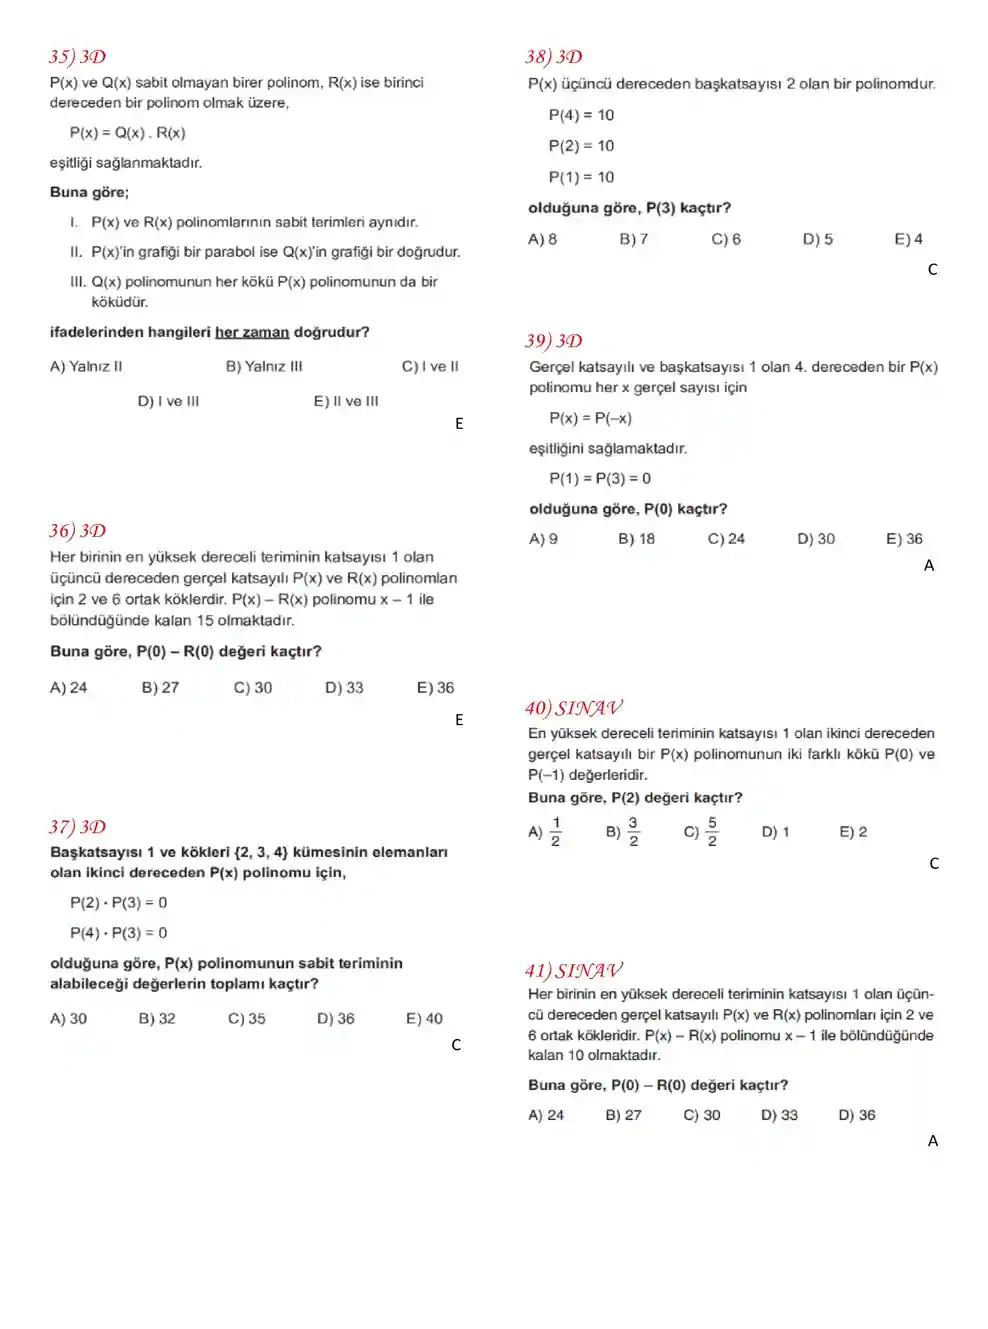 35) 3D
P(x) ve Q(x) sabit olmayan birer polinom, R(x) ise birinci
dereceden bir polinom olmak üzere,
P(x) = Q(x) . R(x)
eşitliği sağlanmaktadır.
Buna göre;
I. P(x) ve R(x) polinomlarının sabit terimleri aynıdır.
II. P(x)'in grafiği bir parabol ise Q(x)'in grafiği bir doğrudur.
III. Q(x) polinomunun her kökü P(x) polinomunun da bir
köküdür.
ifadelerinden hangileri her zaman doğrudur?
A) Yalnız II B) Yalnız III C) I ve II
D) I ve III E) II ve III
E
36) 3D
Her birinin en yüksek dereceli teriminin katsayısı 1 olan
üçüncü dereceden gerçel katsayılı P(x) ve R(x) polinomları
için 2 ve 6 ortak köklerdir. P(x) – R(x) polinomu x – 1 ile
bölündüğünde kalan 15 olmaktadır.
Buna göre, P(0) – R(0) değeri kaçtır?
A) 24 B) 27 C) 30 D) 33 E) 36
E
37) 3D
Başkatsayısı 1 ve kökleri {2, 3, 4} kümesinin elemanları
olan ikinci dereceden P(x) polinomu için,
P(2) · P(3) = 0
P(4) · P(3) = 0
olduğuna göre, P(x) polinomunun sabit teriminin
alabileceği değerlerin toplamı kaçtır?
A) 30 B) 32 C) 35 D) 36 E) 40
C
38) 3D
P(x) üçüncü dereceden başkatsayısı 2 olan bir polinomdur.
P(4) = 10
P(2) = 10
P(1) = 10
olduğuna göre, P(3) kaçtır?
A) 8 B) 7 C) 6 D) 5 E) 4
C
39) 3D
Gerçel katsayılı ve başkatsayısı 1 olan 4. dereceden bir P(x)
polinomu her x gerçel sayısı için
P(x) = P(–x)
eşitliğini sağlamaktadır.
P(1) = P(3) = 0
olduğuna göre, P(0) kaçtır?
A) 9 B) 18 C) 24 D) 30 E) 36
A
40) SINAV
En yüksek dereceli teriminin katsayısı 1 olan ikinci dereceden
gerçel katsayılı bir P(x) polinomunun iki farklı kökü P(0) ve
P(–1) değerleridir.
Buna göre, P(2) değeri kaçtır?
A) 1/2 B) 3/2 C) 5/2 D) 1 E) 2
C
41) SINAV
Her birinin en yüksek dereceli teriminin katsayısı 1 olan üçün-
cü dereceden gerçel katsayılı P(x) ve R(x) polinomları için 2 ve
6 ortak kökleridir. P(x) – R(x) polinomu x – 1 ile bölündüğünde
kalan 10 olmaktadır.
Buna göre, P(0) – R(0) değeri kaçtır?
A) 24 B) 27 C) 30 D) 33 D) 36
A